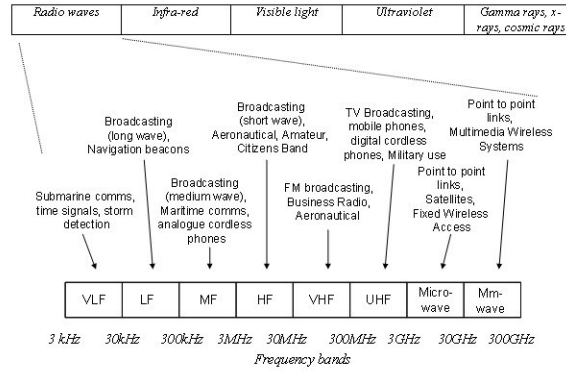 Radio waves
Infra-red
Visible light
Ultraviolet
Gamma rays, x-
rays, cosmic rays
Broadcasting
(long wave),
Navigation beacons
Broadcasting
(short wave),
Aeronautical, Amateur,
Citizens Band
TV Broadcasting,
mobile phones,
digital cordless
phones, Military use
Point to point
links,
Multimedia Wireless
Systems
Submarine comms,
time signals, storm
detection
Broadcasting
(medium wave),
Maritime comms,
analogue cordless
phones
FM broadcasting,
Business Radio,
Aeronautical
Point to point
links,
Satellites,
Fixed Wireless
Access
VLF
LF
MF
HF
VHF
UHF
Micro-
wave
Mm-
wave
3 kHz 30kHz 300kHz 3MHz 30MHz 300MHz 3GHz 30GHz 300GHz
Frequency bands